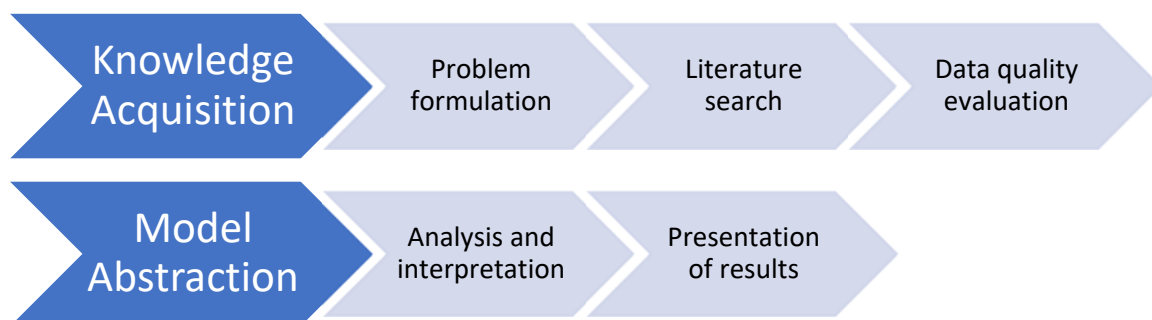 Knowledge
Acquisition
Problem
formulation
Literature
search
Data quality
evaluation
Model
Abstraction
Analysis and
interpretation
Presentation
of results